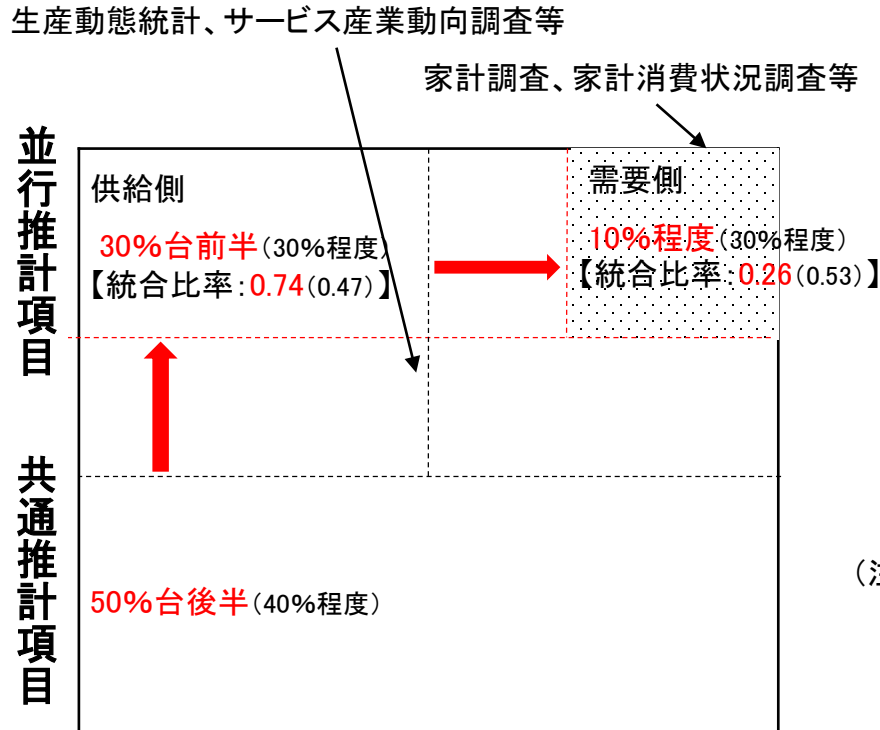 生産動態統計、サービス産業動向調査等
家計調査、家計消費状況調査等
並行推計項目
供給側
30%台前半(30%程度)
【統合比率:0.74(0.47)】
需要側
10%程度(30%程度)
【統合比率:0.26(0.53)】
共通推計項目
50%台後半(40%程度)
(注